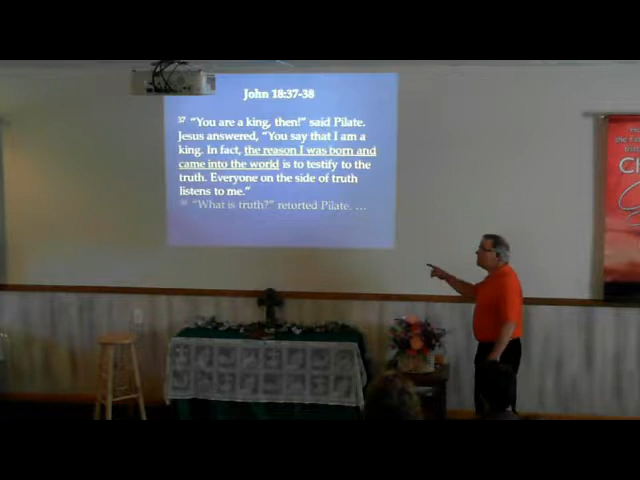 John 18:37-38
37 "You are a king, then!" said Pilate.
Jesus answered, "You say that I am a
king. In fact, the reason I was born and
came into the world is to testify to the
truth. Everyone on the side of truth
listens to me."
38 "What is truth?" retorted Pilate. …